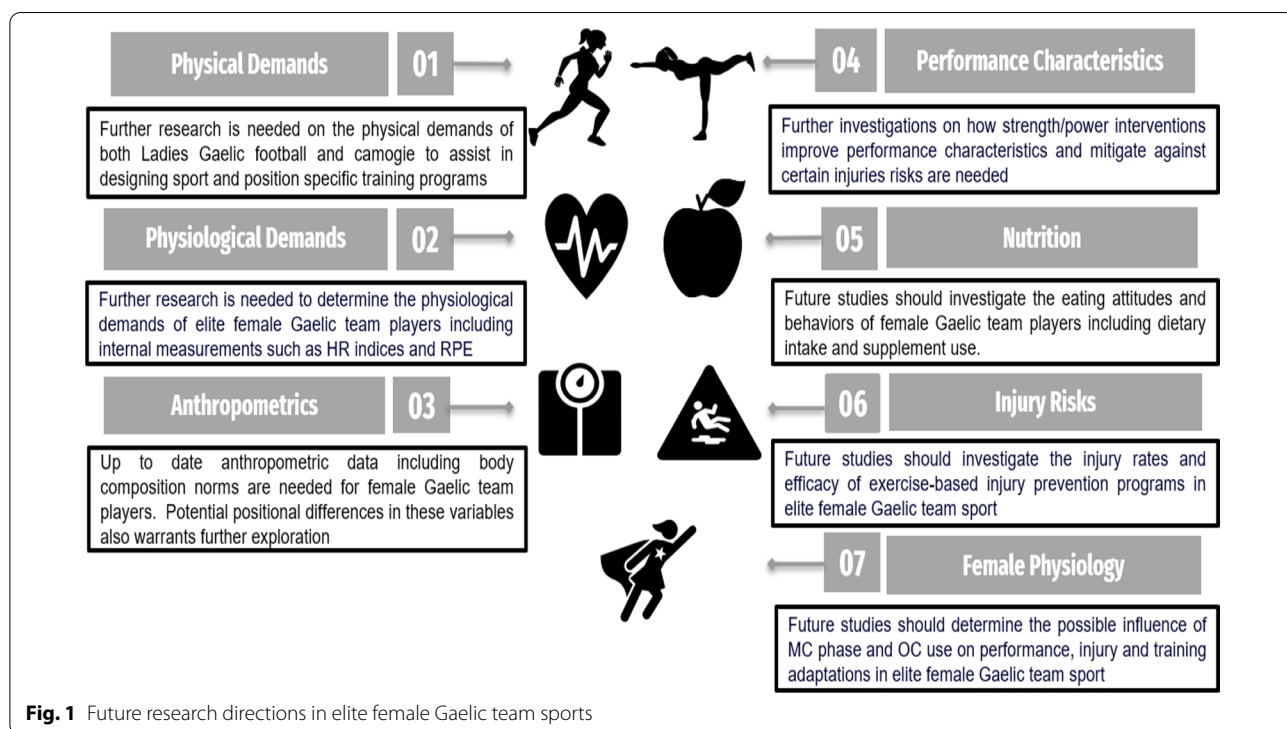 Physical Demands 01
Further research is needed on the physical demands of
both Ladies Gaelic football and camogie to assist in
designing sport and position specific training programs
Physiological Demands 02
Further research is needed to determine the physiological
demands of elite female Gaelic team players including
internal measurements such as HR indices and RPE
Anthropometrics 03
Up to date anthropometric data including body
composition norms are needed for female Gaelic team
players. Potential positional differences in these variables
also warrants further exploration
04 Performance Characteristics
Further investigations on how strength/power interventions
improve performance characteristics and mitigate against
certain injuries risks are needed
05 Nutrition
Future studies should investigate the eating attitudes and
behaviors of female Gaelic team players including dietary
intake and supplement use.
06 Injury Risks
Future studies should investigate the injury rates and
efficacy of exercise-based injury prevention programs in
elite female Gaelic team sport
07 Female Physiology
Future studies should determine the possible influence of
MC phase and OC use on performance, injury and training
adaptations in elite female Gaelic team sport
Fig. 1 Future research directions in elite female Gaelic team sports